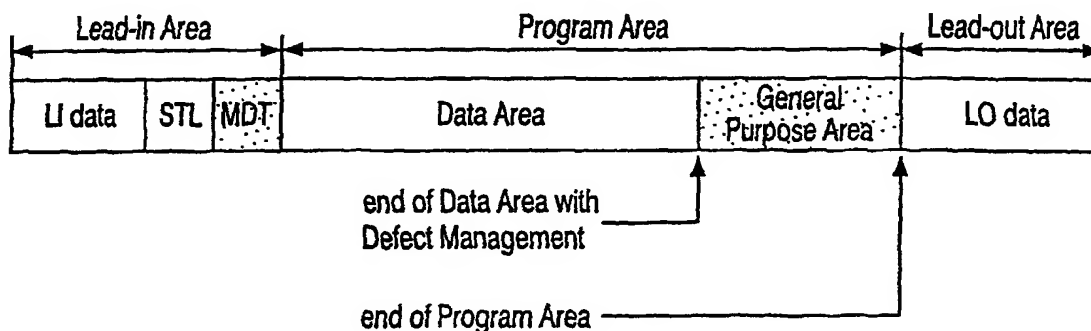 Lead-in Area
Program Area
Lead-out Area
LI data
STL
MDT
Data Area
General
Purpose Area
LO data
end of Data Area with
Defect Management
end of Program Area